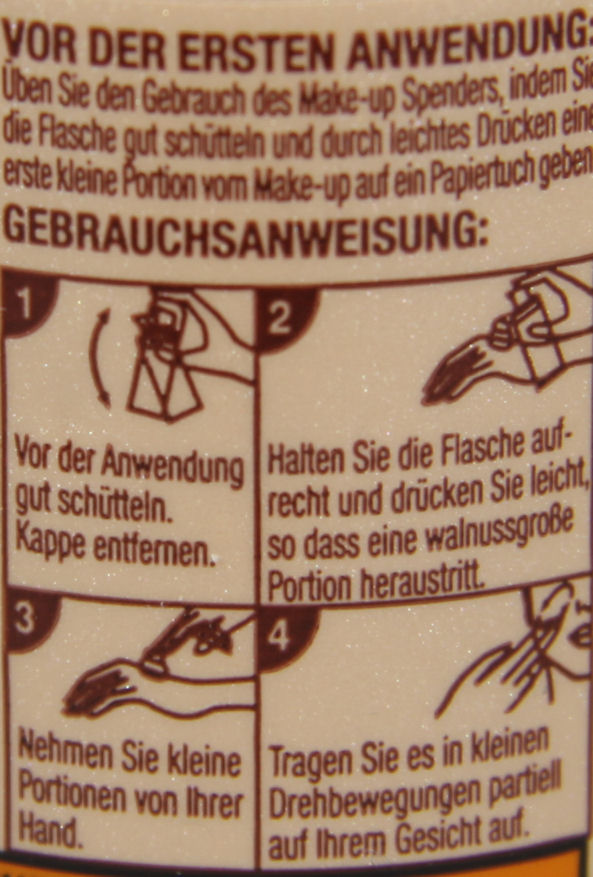 VOR DER ERSTEN ANWENDUNG:
Üben Sie den Gebrauch des Make-up Spenders, indem Sie
die Flasche gut schütteln und durch leichtes Drücken eine
erste kleine Portion vom Make-up auf ein Papiertuch geben
GEBRAUCHSANWEISUNG:
1
Vor der Anwendung
gut schütteln.
Kappe entfernen.
2
Halten Sie die Flasche auf-
recht und drücken Sie leicht,
so dass eine walnussgroße
Portion heraustritt.
3
Nehmen Sie kleine
Portionen von Ihrer
Hand.
4
Tragen Sie es in kleinen
Drehbewegungen partiell
auf Ihrem Gesicht auf.